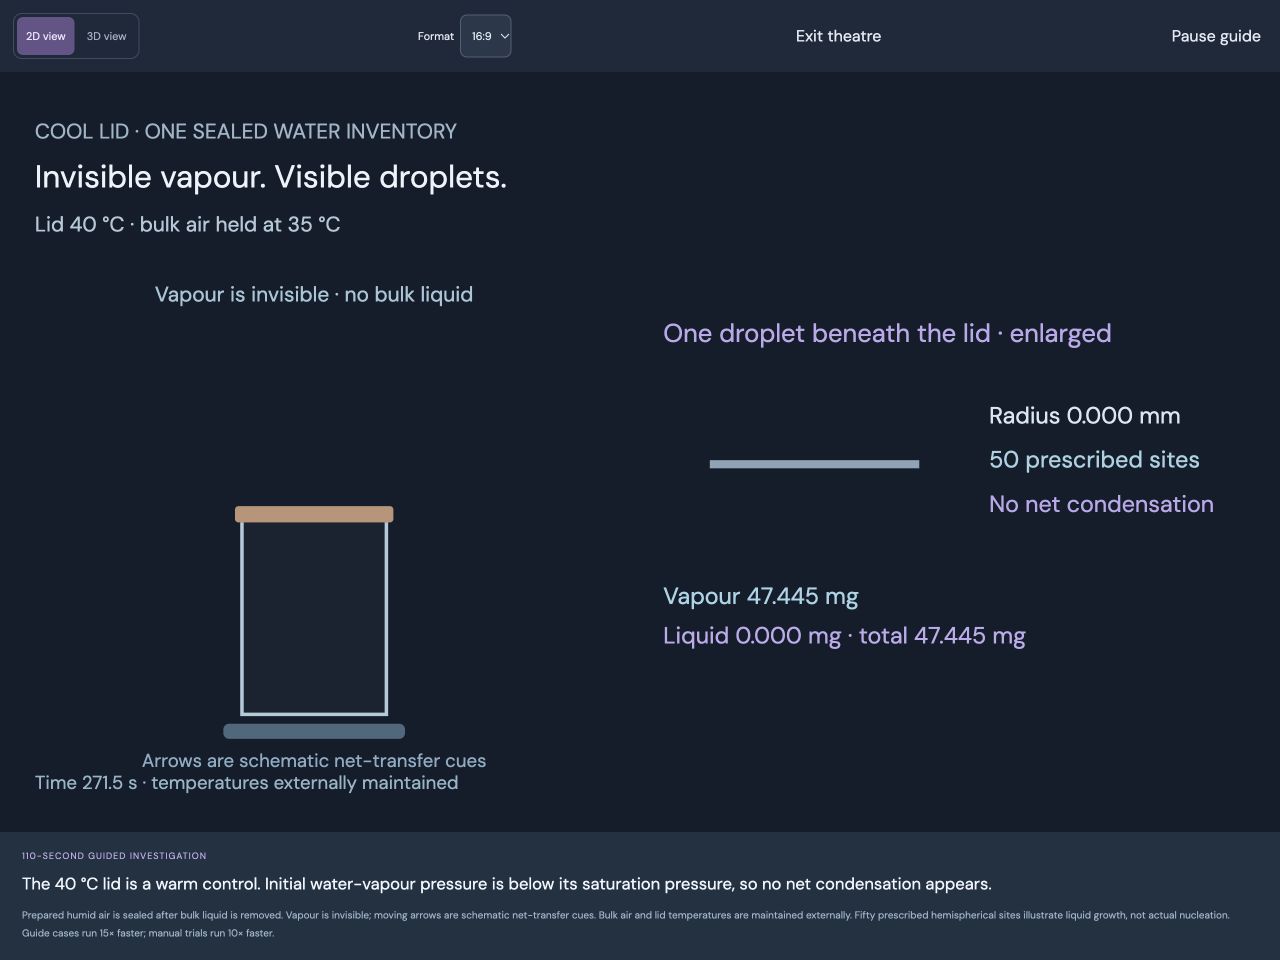 2D view
3D view
Format
16:9
Exit theatre
Pause guide
COOL LID · ONE SEALED WATER INVENTORY
Invisible vapour. Visible droplets.
Lid 40 °C · bulk air held at 35 °C
Vapour is invisible · no bulk liquid
One droplet beneath the lid · enlarged
Radius 0.000 mm
50 prescribed sites
No net condensation
Vapour 47.445 mg
Liquid 0.000 mg · total 47.445 mg
Arrows are schematic net-transfer cues
Time 271.5 s · temperatures externally maintained
110-SECOND GUIDED INVESTIGATION
The 40 °C lid is a warm control. Initial water-vapour pressure is below its saturation pressure, so no net condensation appears.
Prepared humid air is sealed after bulk liquid is removed. Vapour is invisible; moving arrows are schematic net-transfer cues. Bulk air and lid temperatures are maintained externally. Fifty prescribed hemispherical sites illustrate liquid growth, not actual nucleation.
Guide cases run 15× faster; manual trials run 10× faster.